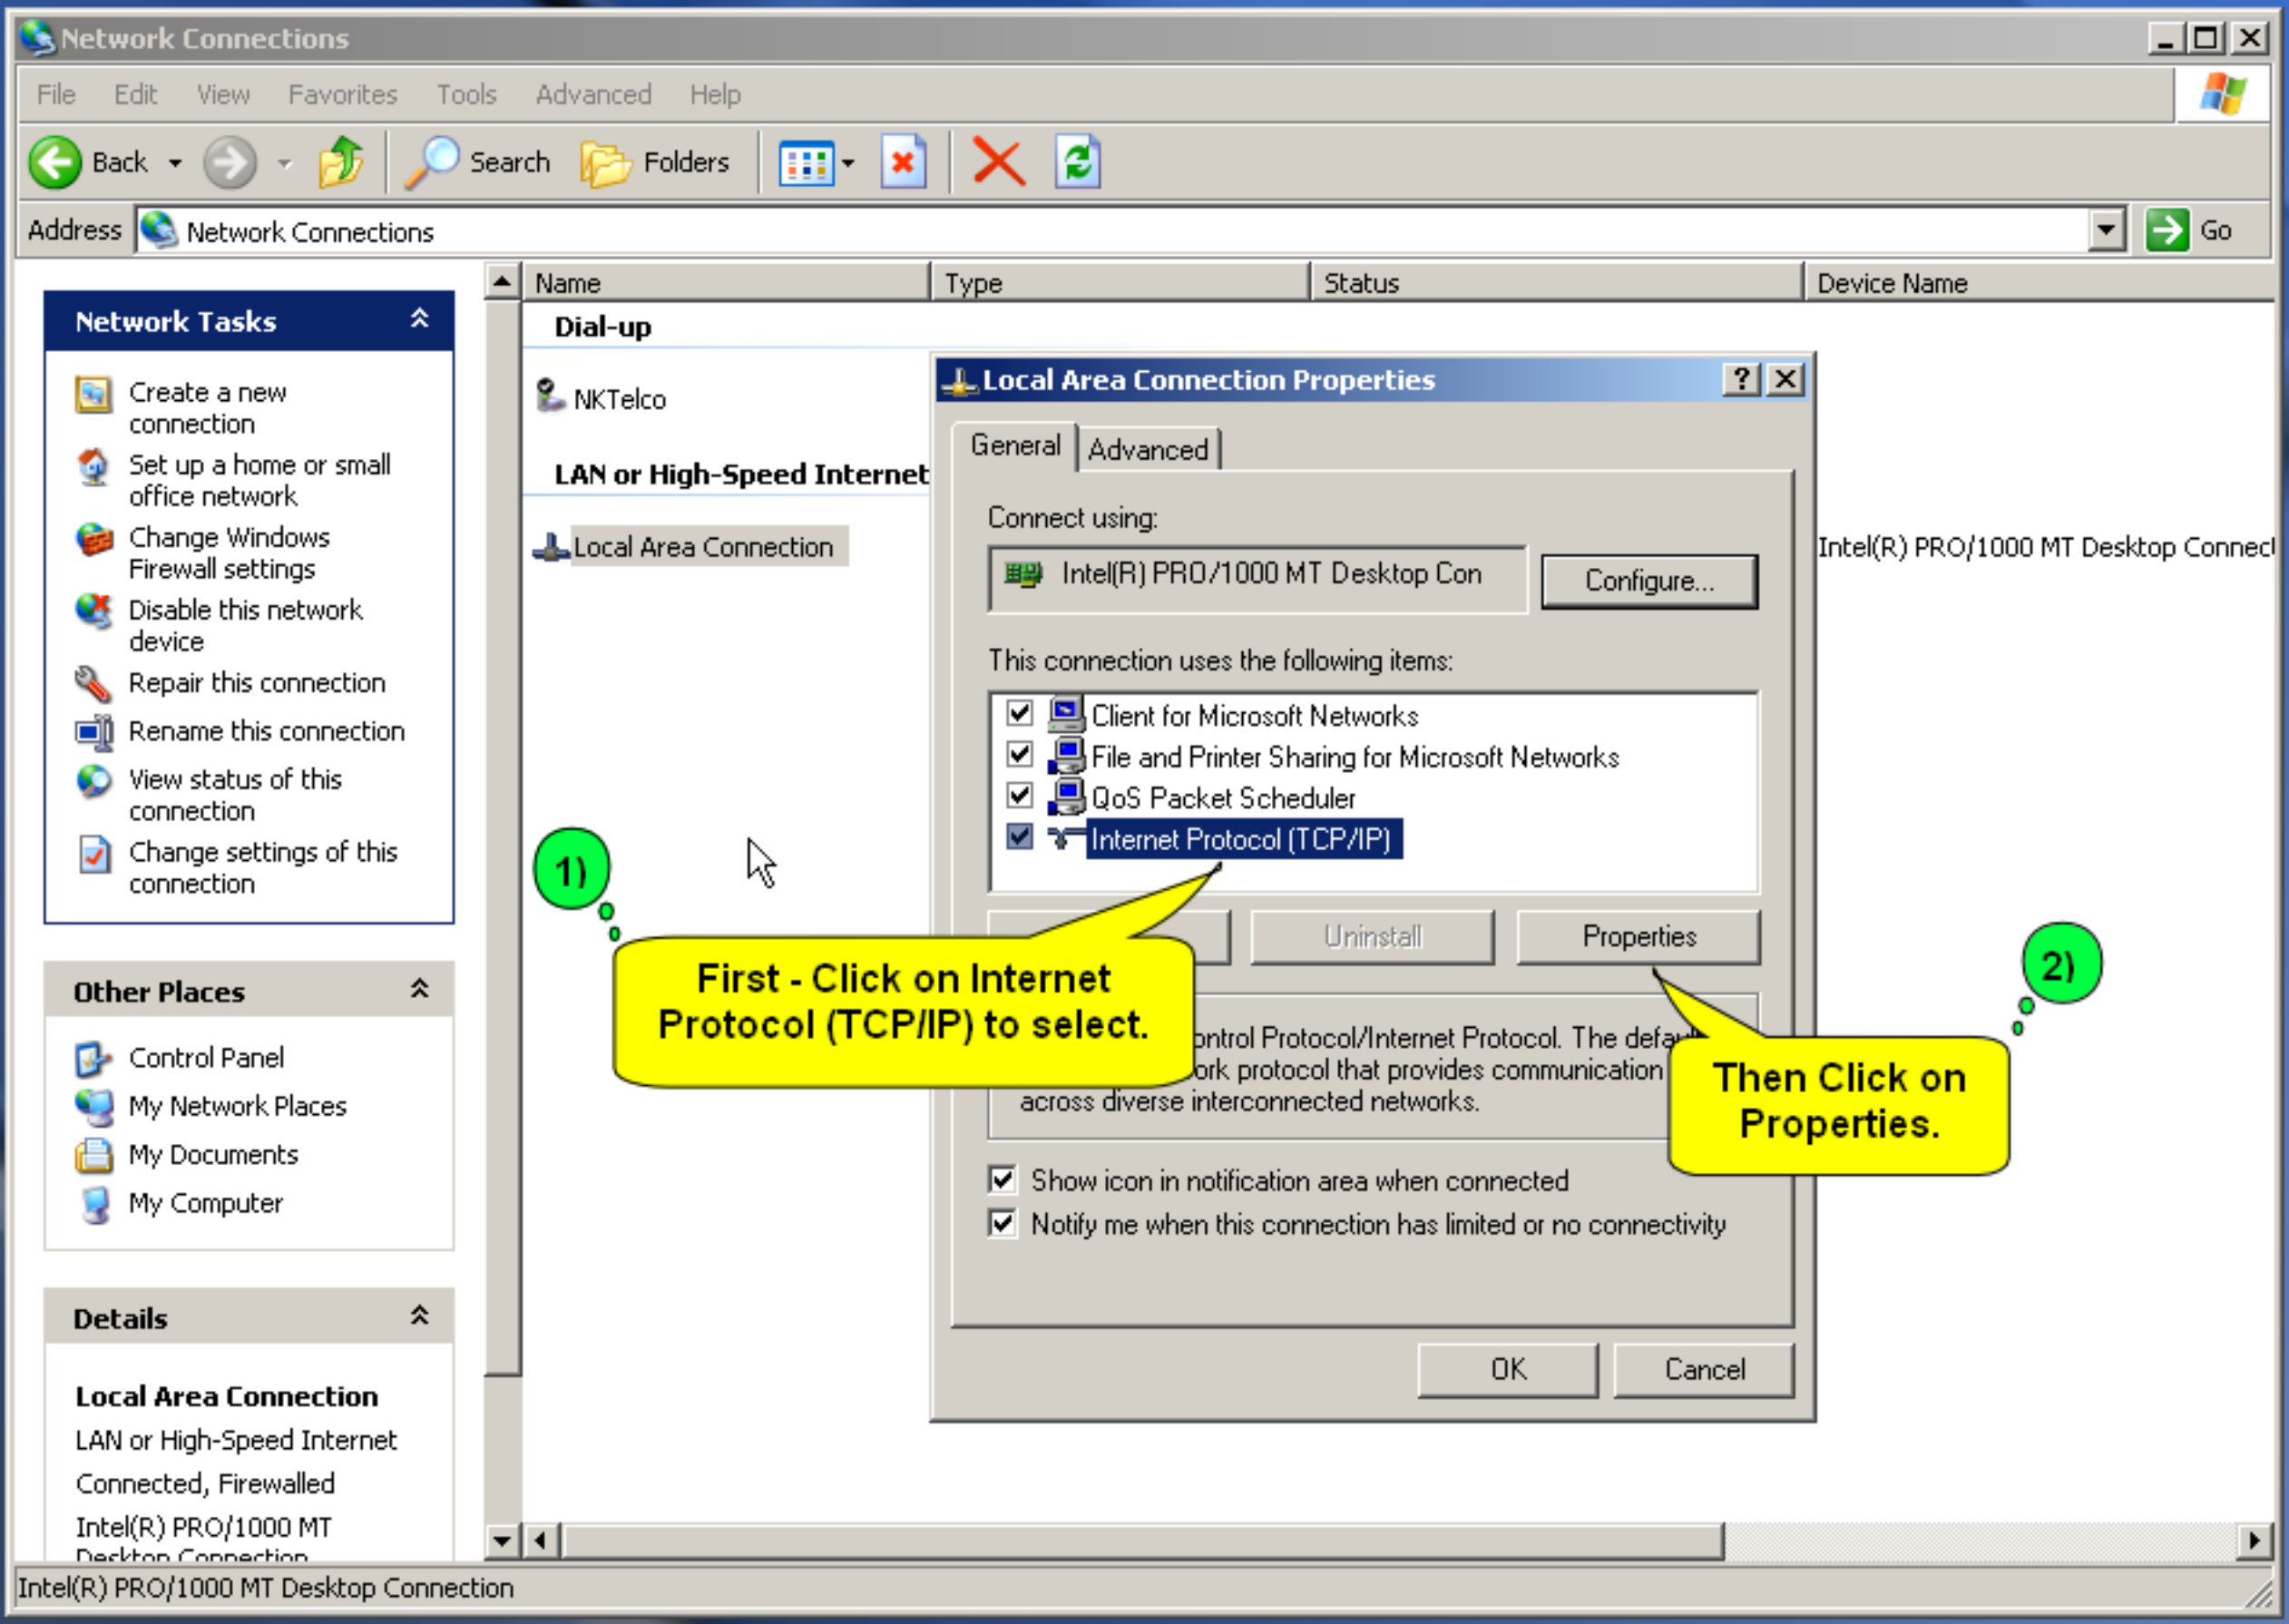 Network Connections
File Edit View Favorites Tools Advanced Help
Back Search Folders
Address Network Connections Go
Name Type Status Device Name
Network Tasks
Create a new
connection
Set up a home or small
office network
Change Windows
Firewall settings
Disable this network
device
Repair this connection
Rename this connection
View status of this
connection
Change settings of this
connection
Other Places
Control Panel
My Network Places
My Documents
My Computer
Details
Local Area Connection
LAN or High-Speed Internet
Connected, Firewalled
Intel(R) PRO/1000 MT
Desktop Connection
Dial-up
NKTelco
LAN or High-Speed Internet
Local Area Connection
Intel(R) PRO/1000 MT Desktop Connect
Local Area Connection Properties
General Advanced
Connect using:
Intel(R) PRO/1000 MT Desktop Con
Configure...
This connection uses the following items:
Client for Microsoft Networks
File and Printer Sharing for Microsoft Networks
QoS Packet Scheduler
Internet Protocol (TCP/IP)
Uninstall Properties
1)
First - Click on Internet
Protocol (TCP/IP) to select.
2)
Then Click on
Properties.
ontrol Protocol/Internet Protocol. The defau
ork protocol that provides communication
across diverse interconnected networks.
Show icon in notification area when connected
Notify me when this connection has limited or no connectivity
OK Cancel
Intel(R) PRO/1000 MT Desktop Connection